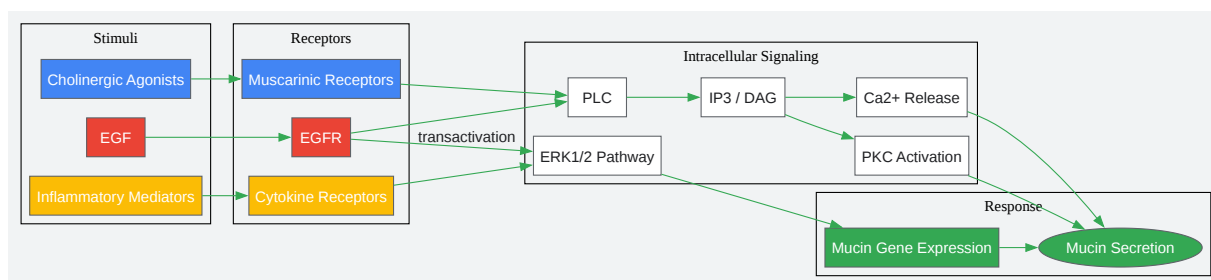 Stimuli
Cholinergic Agonists
EGF
Inflammatory Mediators
Receptors
Muscarinic Receptors
EGFR
Cytokine Receptors
transactivation
Intracellular Signaling
PLC
IP3 / DAG
Ca2+ Release
ERK1/2 Pathway
PKC Activation
Response
Mucin Gene Expression
Mucin Secretion